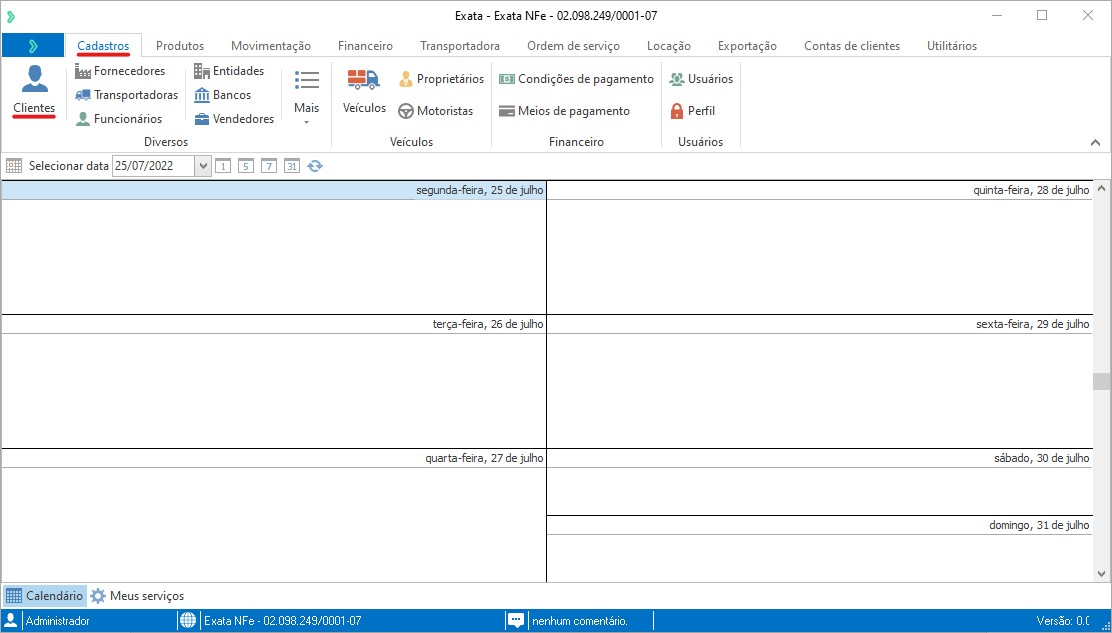 Exata - Exata NFe - 02.098.249/0001-07
Cadastros Produtos Movimentação Financeiro Transportadora Ordem de serviço Locação Exportação Contas de clientes Utilitários
Clientes
Fornecedores
Transportadoras
Funcionários
Entidades
Bancos
Vendedores
Mais
Diversos
Veículos
Proprietários
Motoristas
Veículos
Condições de pagamento
Meios de pagamento
Financeiro
Usuários
Perfil
Usuários
Selecionar data 25/07/2022 1 5 7 31
segunda-feira, 25 de julho
terça-feira, 26 de julho
quarta-feira, 27 de julho
quinta-feira, 28 de julho
sexta-feira, 29 de julho
sábado, 30 de julho
domingo, 31 de julho
Calendário Meus serviços
Administrador Exata NFe - 02.098.249/0001-07 nenhum comentário. Versão: 0.0